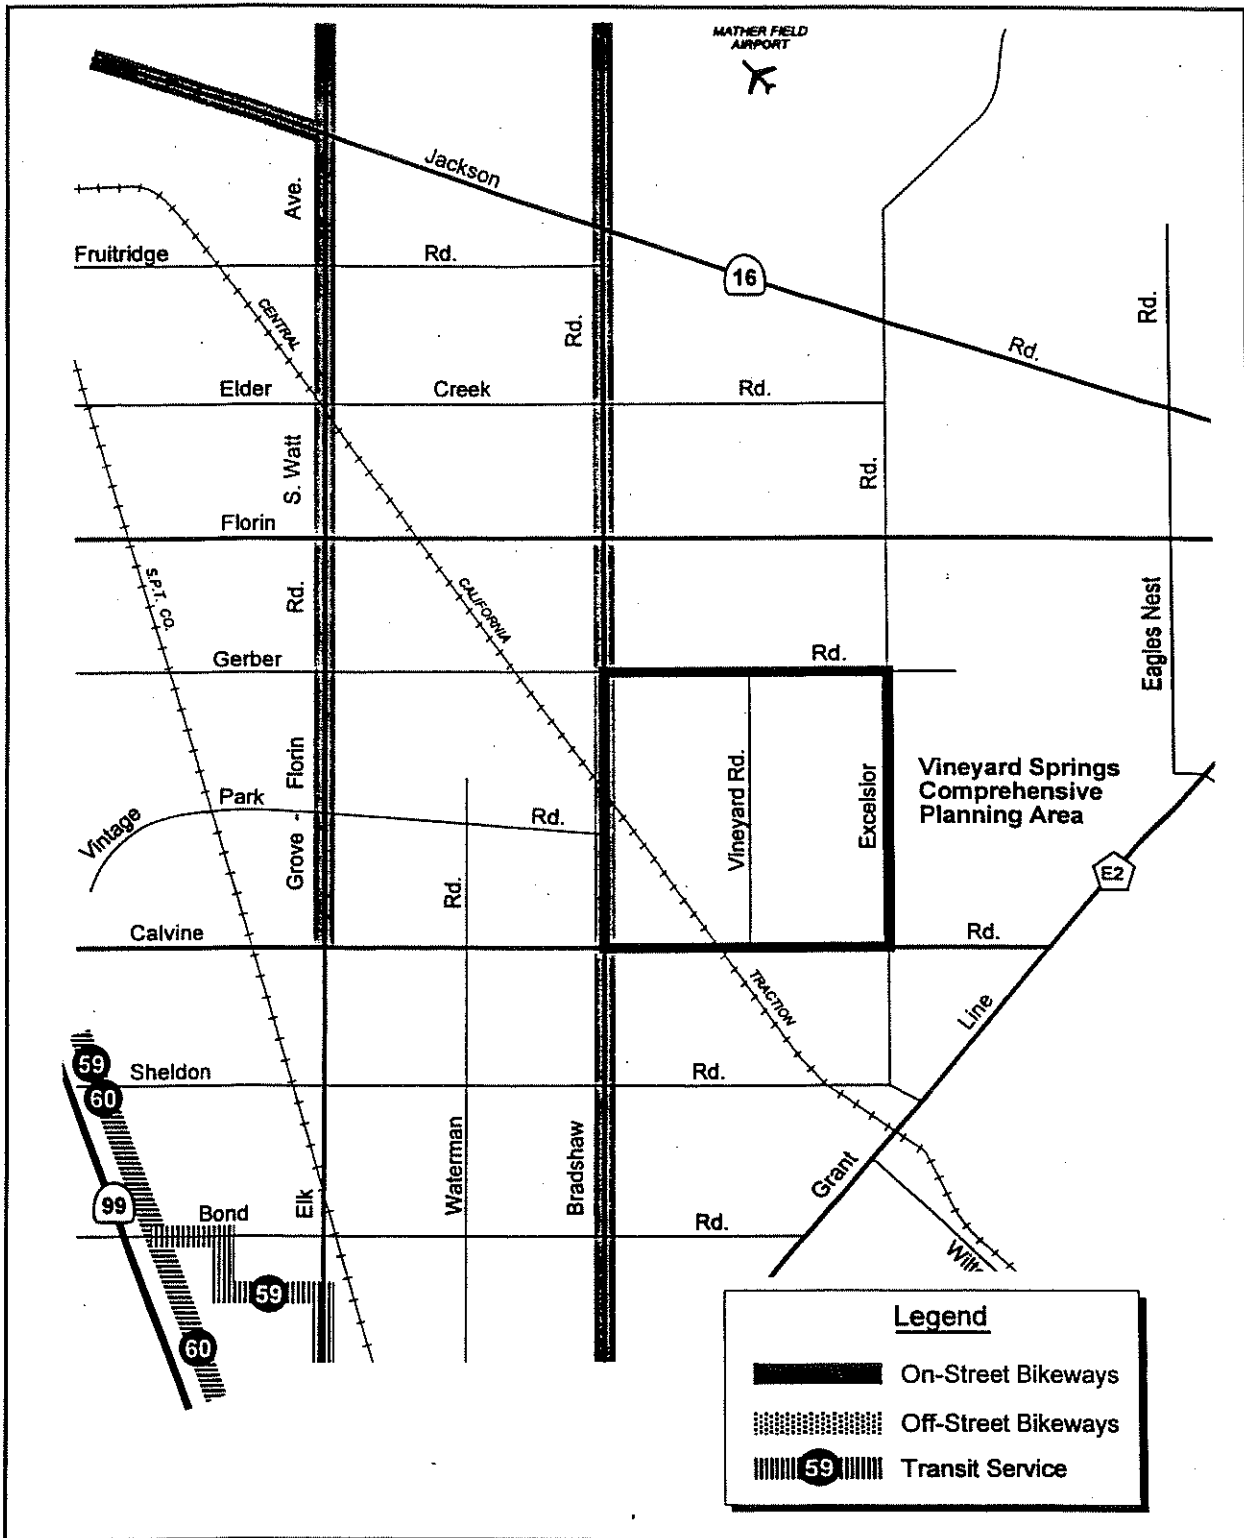 MATHER FIELD
AIRPORT
Jackson
Ave.
Fruitridge
Rd.
16
Rd.
Rd.
CENTRAL
Rd.
Elder
Creek
Rd.
S. Watt
Rd.
Florin
S.P.T. CO.
Rd.
CALIFORNIA
Eagles Nest
Gerber
Rd.
Florin
Vineyard Rd.
Excelsior
Vineyard Springs
Comprehensive
Planning Area
Park
Vintage
Rd.
-
Grove
Rd.
E2
Calvine
Rd.
TRACTION
Line
59
Sheldon
Rd.
60
Waterman
Bradshaw
Grant
99
Bond
Elk
Rd.
59
60
Legend
On-Street Bikeways
Off-Street Bikeways
59
Transit Service